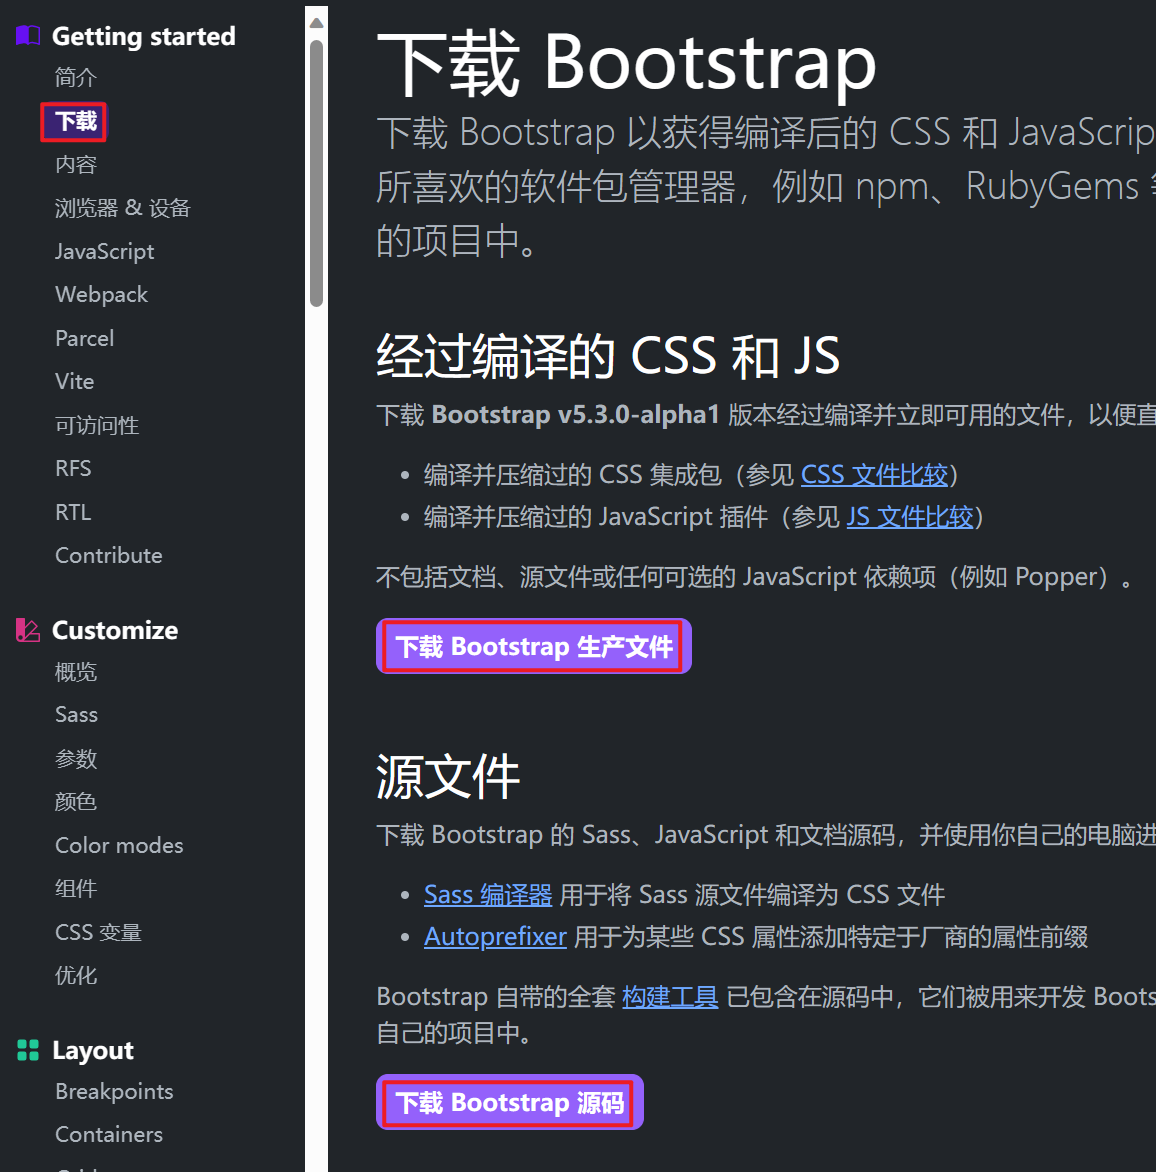 Getting started
简介
下载
内容
浏览器 & 设备
JavaScript
Webpack
Parcel
Vite
可访问性
RFS
RTL
Contribute
Customize
概览
Sass
参数
颜色
Color modes
组件
CSS 变量
优化
Layout
Breakpoints
Containers
下载 Bootstrap
下载 Bootstrap 以获得编译后的 CSS 和 JavaScrip
所喜欢的软件包管理器，例如 npm、RubyGems
的项目中。
经过编译的 CSS 和 JS
下载 Bootstrap v5.3.0-alpha1 版本经过编译并立即可用的文件，以便直
编译并压缩过的 CSS 集成包（参见 CSS 文件比较）
编译并压缩过的 JavaScript 插件（参见 JS 文件比较）
不包括文档、源文件或任何可选的 JavaScript 依赖项（例如 Popper）。
下载 Bootstrap 生产文件
源文件
下载 Bootstrap 的 Sass、JavaScript 和文档源码，并使用你自己的电脑进
Sass 编译器 用于将 Sass 源文件编译为 CSS 文件
Autoprefixer 用于为某些 CSS 属性添加特定于厂商的属性前缀
Bootstrap 自带的全套 构建工具 已包含在源码中，它们被用来开发 Boots
自己的项目中。
下载 Bootstrap 源码